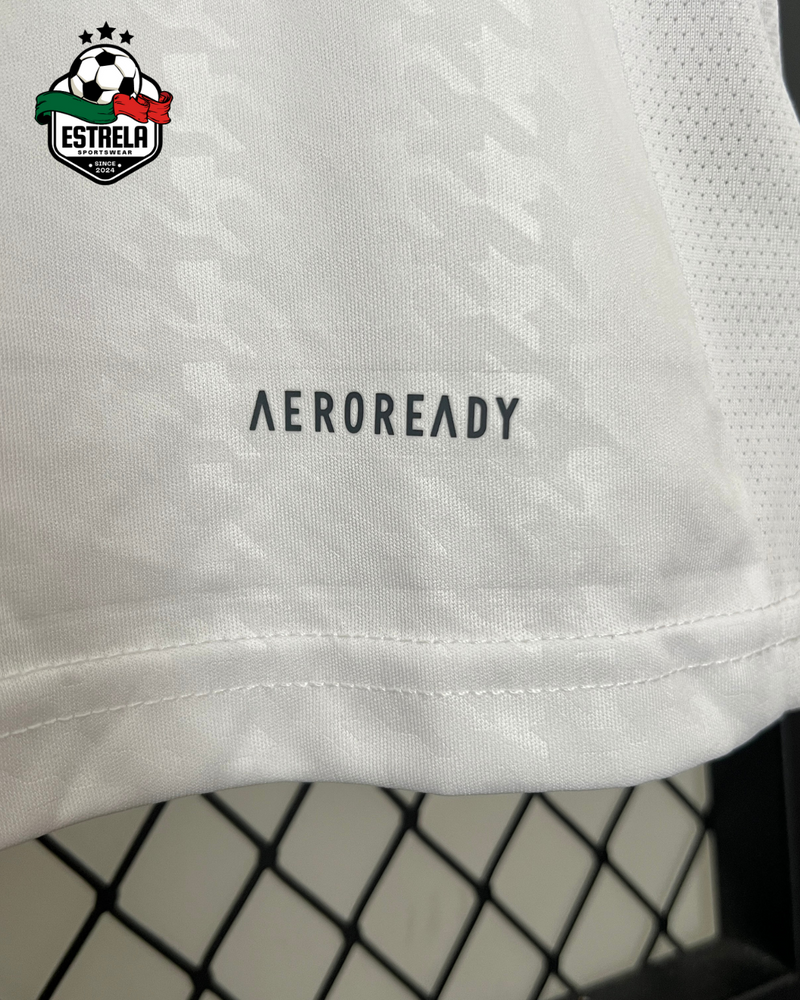 ESTRELA
SPORTSWEAR
SINCE
2024
AEROREADY